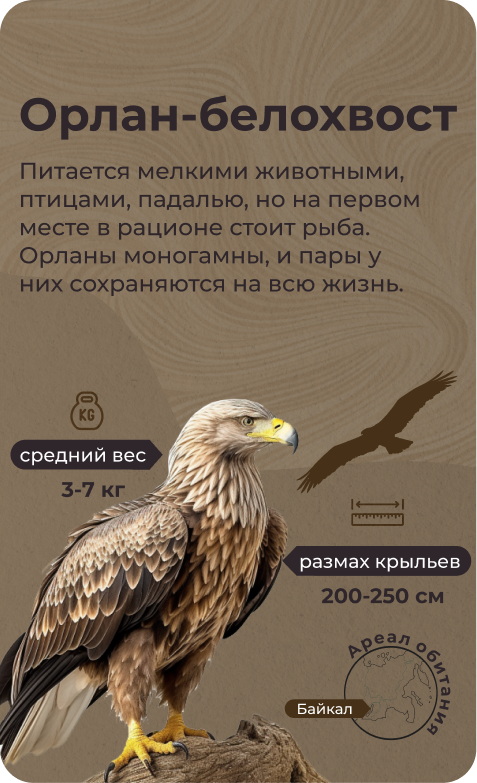 Орлан-белохвост
Питается мелкими животными,
птицами, падалью, но на первом
месте в рационе стоит рыба.
Орланы моногамны, и пары у
них сохраняются на всю жизнь.
KG
средний вес
3-7 кг
размах крыльев
200-250 см
Ареал обитания
Байкал